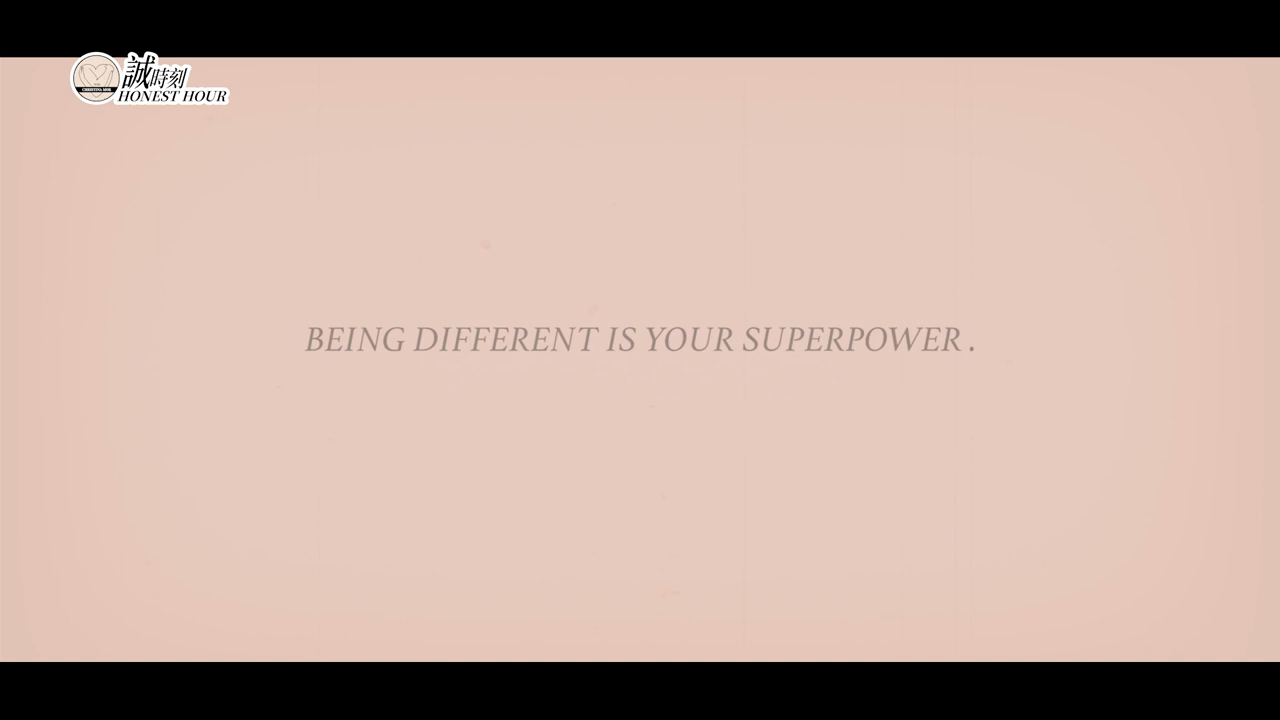 誠時刻
HONEST HOUR
BEING DIFFERENT IS YOUR SUPERPOWER .